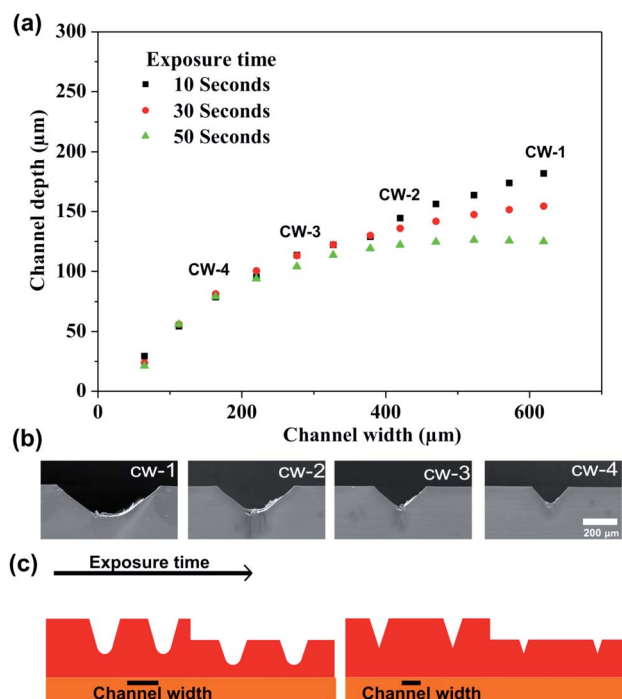 (a)
300
250
200
150
100
50
0
Channel depth (μm)
Exposure time
10 Seconds
30 Seconds
50 Seconds
CW-1
CW-2
CW-3
CW-4
0 200 400 600
Channel width (μm)
(b)
cw-1 cw-2 cw-3 cw-4
200 μm
(c)
Exposure time
Channel width Channel width